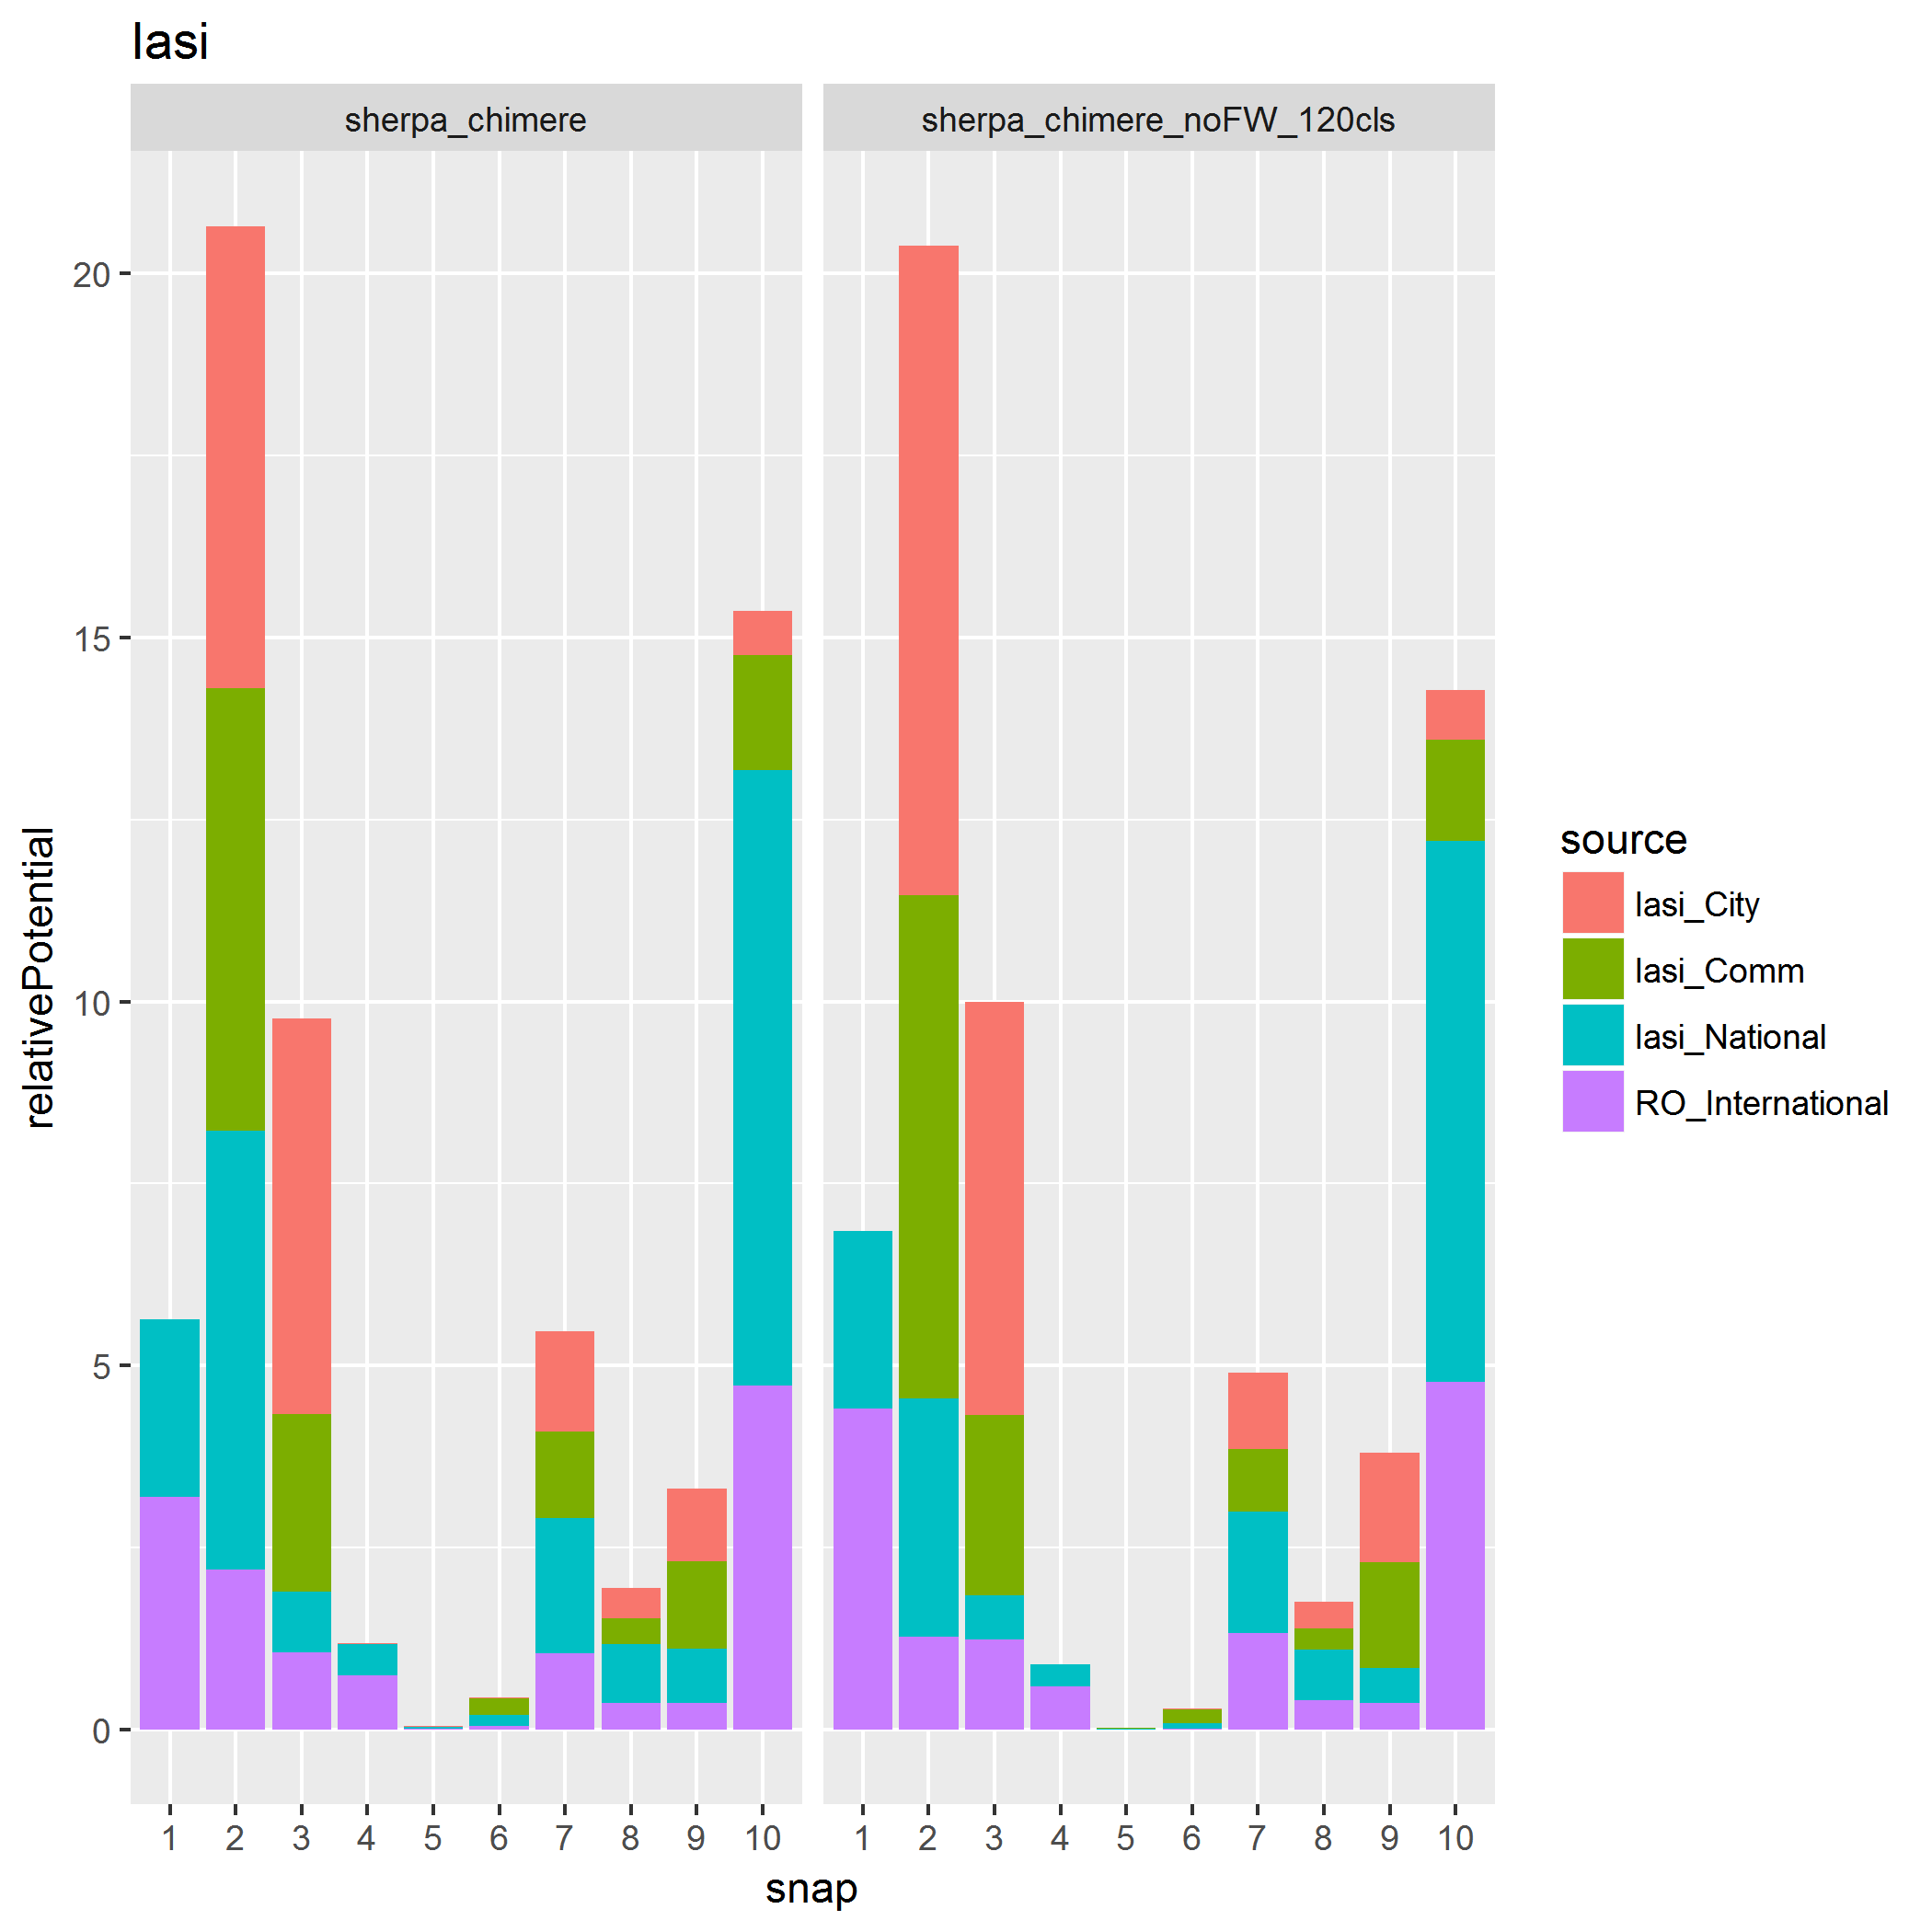 Iasi
sherpa_chimere
sherpa_chimere_noFW_120cls
20
15
10
5
0
relativePotential
1 2 3 4 5 6 7 8 9 10
1 2 3 4 5 6 7 8 9 10
snap
source
Iasi_City
Iasi_Comm
Iasi_National
RO_International